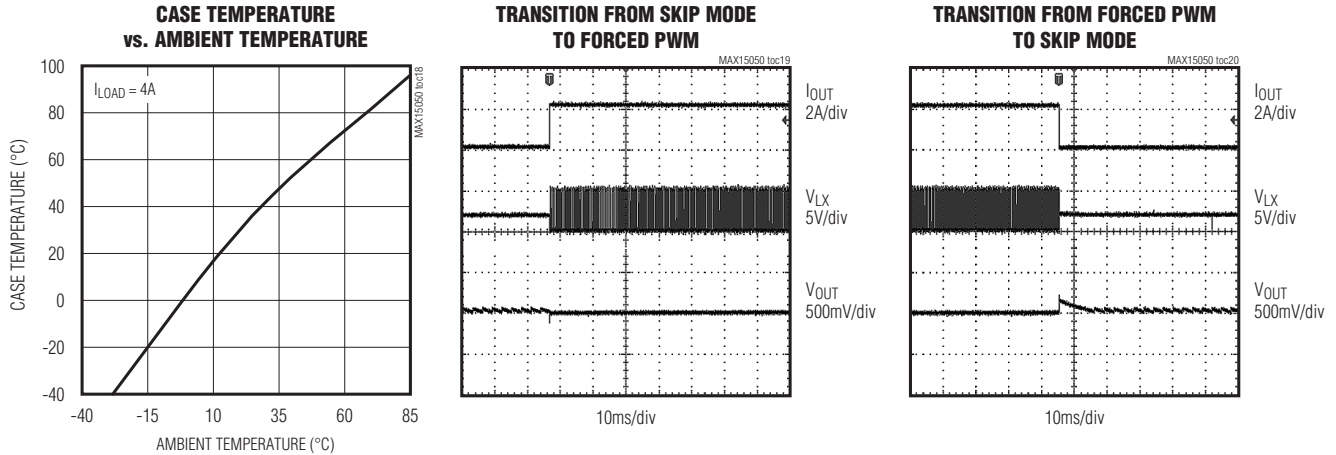 CASE TEMPERATURE
vs. AMBIENT TEMPERATURE
MAX15050 toc18
ILOAD = 4A
CASE TEMPERATURE (°C)
100
80
60
40
20
0
-20
-40
-40 -15 10 35 60 85
AMBIENT TEMPERATURE (°C)
TRANSITION FROM SKIP MODE
TO FORCED PWM
MAX15050 toc19
IOUT
2A/div
VLX
5V/div
VOUT
500mV/div
10ms/div
TRANSITION FROM FORCED PWM
TO SKIP MODE
MAX15050 toc20
IOUT
2A/div
VLX
5V/div
VOUT
500mV/div
10ms/div